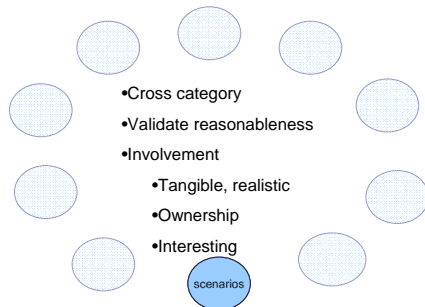 •Cross category
•Validate reasonableness
•Involvement
•Tangible, realistic
•Ownership
•Interesting
scenarios